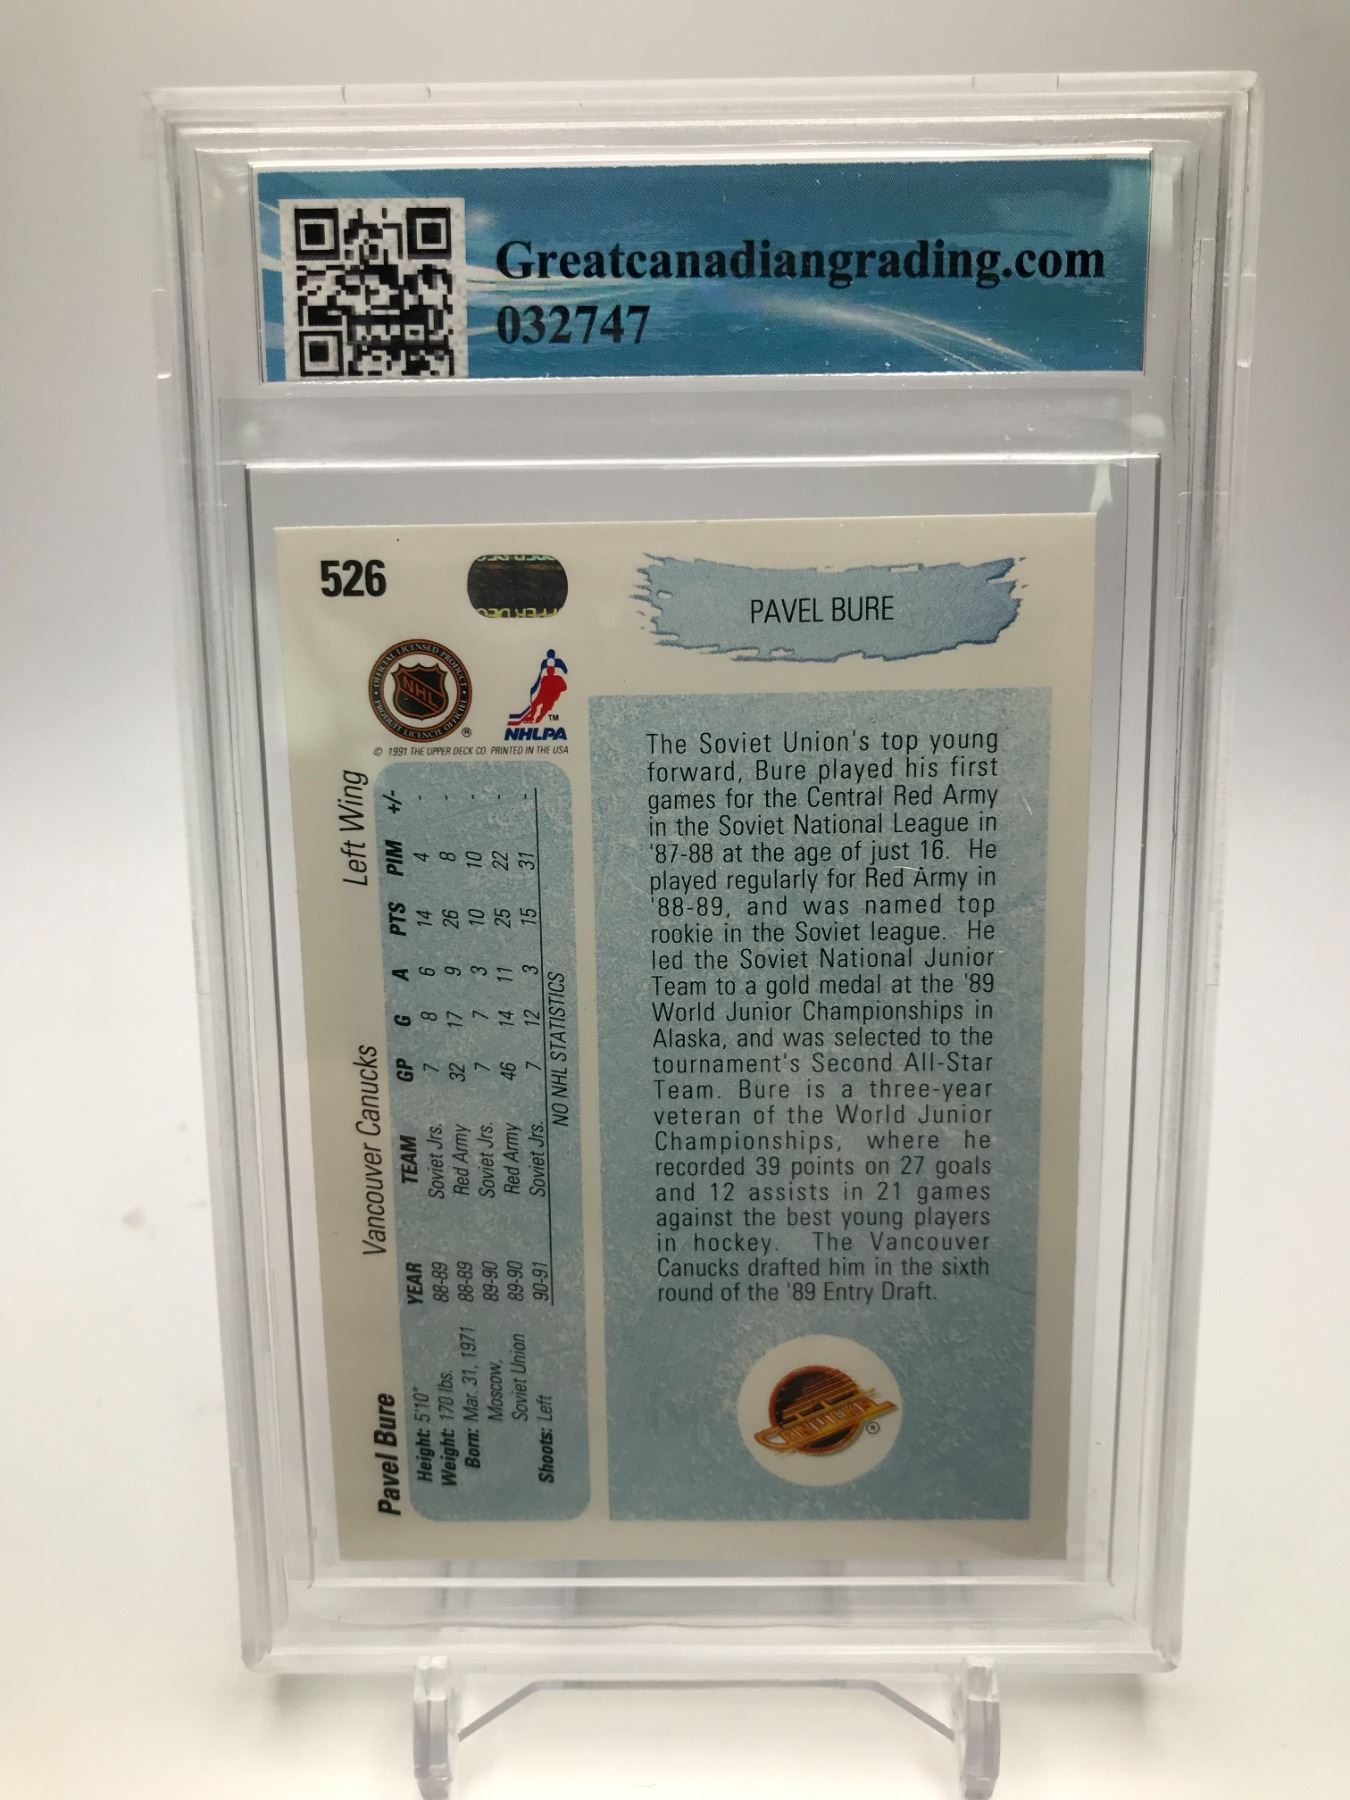 Greatcanadiangrading.com
032747
526
PAVEL BURE
OFFICIAL LICENSED PRODUCT
NHL
PRODUIT LICENCIÉ OFFICIEL
®
TM
NHLPA
© 1991 THE UPPER DECK CO PRINTED IN THE USA
The Soviet Union's top young
forward, Bure played his first
games for the Central Red Army
in the Soviet National League in
'87-88 at the age of just 16. He
played regularly for Red Army in
'88-89, and was named top
rookie in the Soviet league. He
led the Soviet National Junior
Team to a gold medal at the '89
World Junior Championships in
Alaska, and was selected to the
tournament's Second All-Star
Team. Bure is a three-year
veteran of the World Junior
Championships, where he
recorded 39 points on 27 goals
and 12 assists in 21 games
against the best young players
in hockey. The Vancouver
Canucks drafted him in the sixth
round of the '89 Entry Draft.
®
Pavel Bure Vancouver Canucks Left Wing
Height: 5'10"
Weight: 170 lbs.
Born: Mar. 31, 1971
Moscow,
Soviet Union
Shoots: Left
YEAR TEAM GP G A PTS PIM +/-
88-89 Soviet Jrs. 7 8 6 14 4 -
88-89 Red Army 32 17 9 26 8 -
89-90 Soviet Jrs. 7 7 3 10 10 -
89-90 Red Army 46 14 11 25 22 -
90-91 Soviet Jrs. 7 12 3 15 31 -
NO NHL STATISTICS